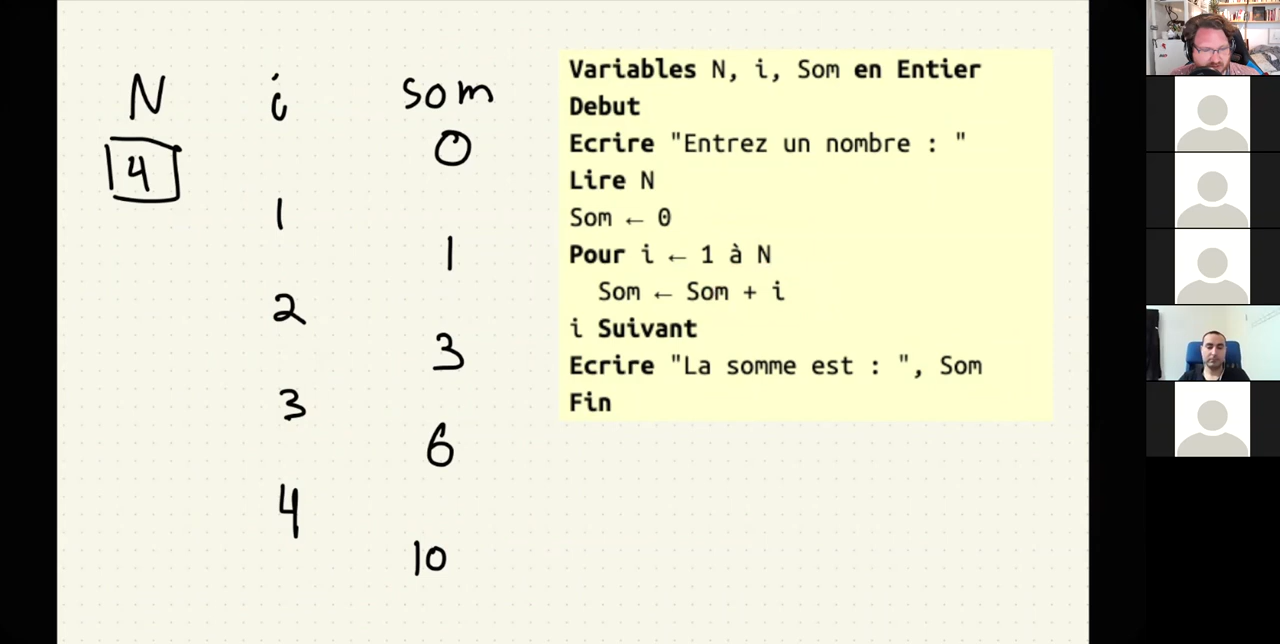 N i som
4 0
1
1
2
3
3
6
4
10
Variables N, i, Som en Entier
Debut
Ecrire "Entrez un nombre : "
Lire N
Som ← 0
Pour i ← 1 à N
Som ← Som + i
i Suivant
Ecrire "La somme est : ", Som
Fin